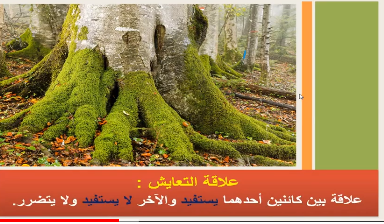 علاقة التعايش :
علاقة بين كائنين أحدهما يستفيد والآخر لا يستفيد ولا يتضرر.